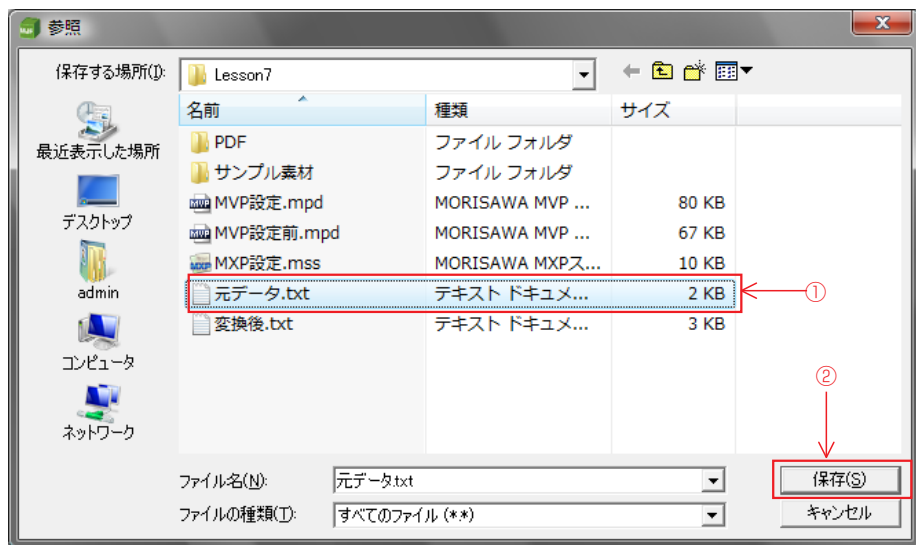 参照
保存する場所(I): Lesson7
名前 種類 サイズ
PDF ファイル フォルダ
サンプル素材 ファイル フォルダ
MVP設定.mpd MORISAWA MVP ... 80 KB
MVP設定前.mpd MORISAWA MVP ... 67 KB
MXP設定.mss MORISAWA MXPス... 10 KB
元データ.txt テキスト ドキュメ... 2 KB ①
変換後.txt テキスト ドキュメ... 3 KB
最近表示した場所
デスクトップ
admin
コンピュータ
ネットワーク
②
ファイル名(N): 元データ.txt 保存(S)
ファイルの種類(T): すべてのファイル (*.*) キャンセル